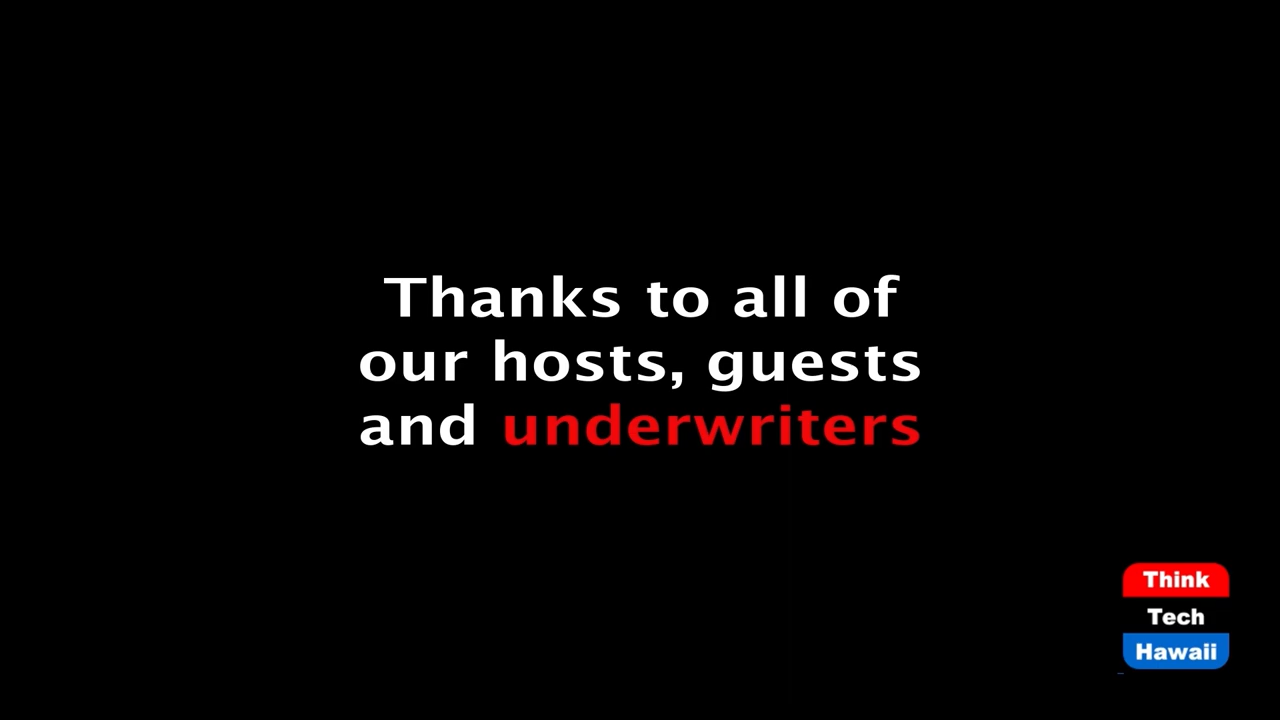 Thanks to all of
our hosts, guests
and underwriters
Think
Tech
Hawaii